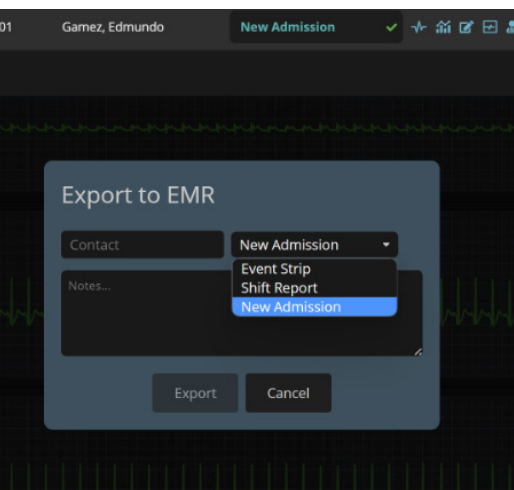 01 Gamez, Edmundo New Admission
Export to EMR
Contact New Admission
Event Strip
Shift Report
New Admission
Notes...
Export Cancel